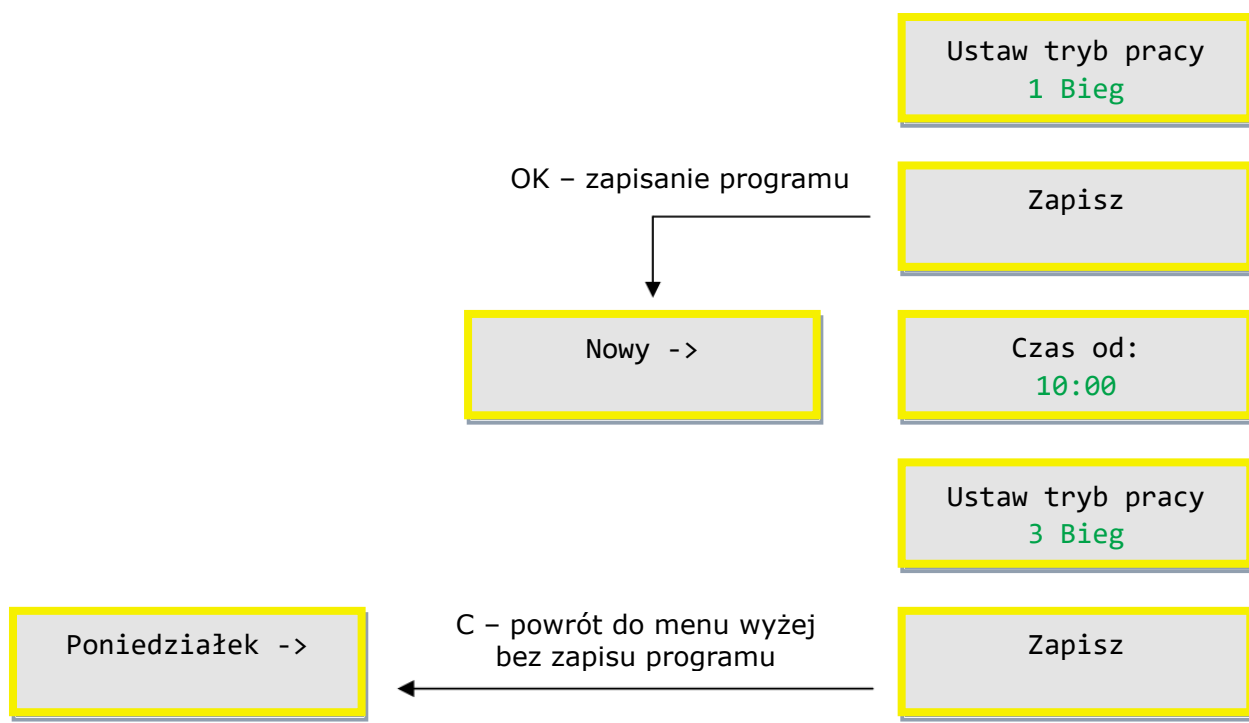 Ustaw tryb pracy
1 Bieg
OK – zapisanie programu
Zapisz
Nowy ->
Czas od:
10:00
Ustaw tryb pracy
3 Bieg
Poniedziałek ->
C – powrót do menu wyżej
bez zapisu programu
Zapisz